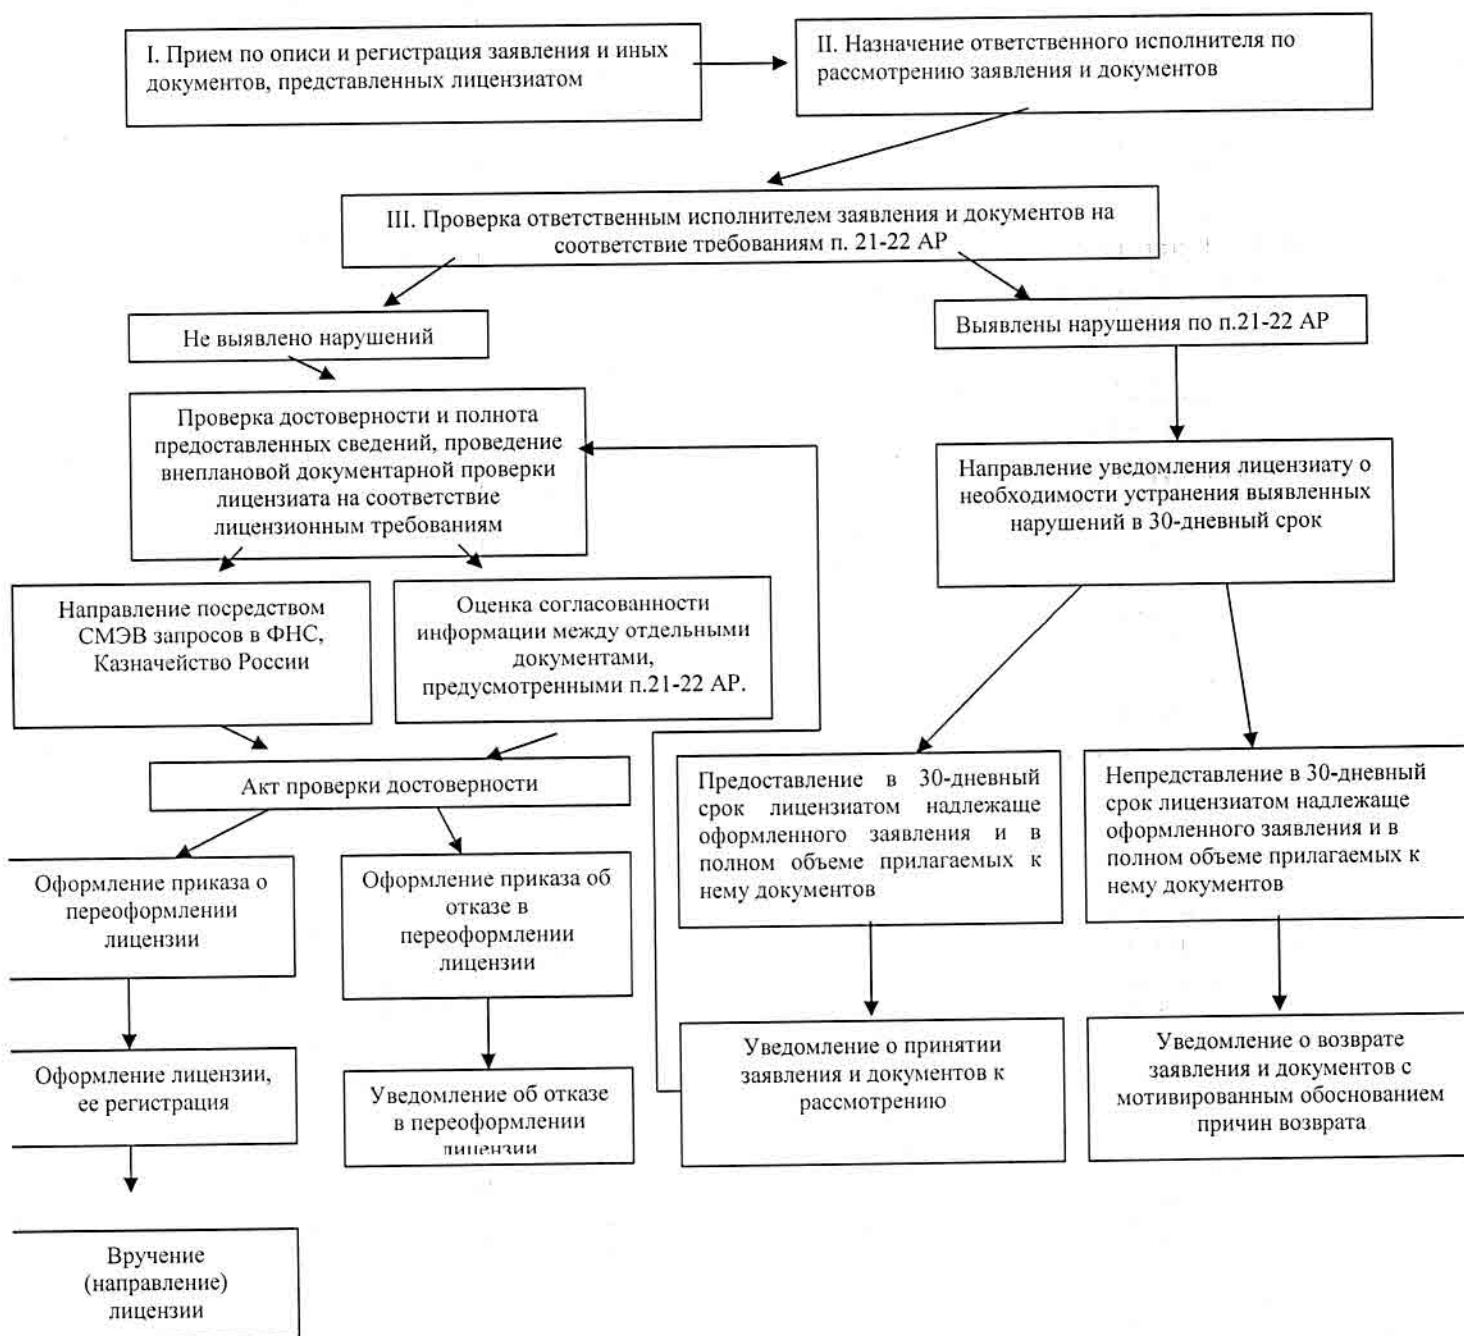 I. Прием по описи и регистрация заявления и иных
документов, представленных лицензиатом
II. Назначение ответственного исполнителя по
рассмотрению заявления и документов
III. Проверка ответственным исполнителем заявления и документов на
соответствие требованиям п. 21-22 АР
Не выявлено нарушений
Выявлены нарушения по п.21-22 АР
Проверка достоверности и полнота
предоставленных сведений, проведение
внеплановой документарной проверки
лицензиата на соответствие
лицензионным требованиям
Направление уведомления лицензиату о
необходимости устранения выявленных
нарушений в 30-дневный срок
Направление посредством
СМЭВ запросов в ФНС,
Казначейство России
Оценка согласованности
информации между отдельными
документами,
предусмотренными п.21-22 АР.
Акт проверки достоверности
Предоставление в 30-дневный
срок лицензиатом надлежаще
оформленного заявления и в
полном объеме прилагаемых к
нему документов
Непредставление в 30-дневный
срок лицензиатом надлежаще
оформленного заявления и в
полном объеме прилагаемых к
нему документов
Оформление приказа о
переоформлении
лицензии
Оформление приказа об
отказе в
переоформлении
лицензии
Оформление лицензии,
ее регистрация
Уведомление об отказе
в переоформлении
лицензии
Уведомление о принятии
заявления и документов к
рассмотрению
Уведомление о возврате
заявления и документов с
мотивированным обоснованием
причин возврата
Вручение
(направление)
лицензии